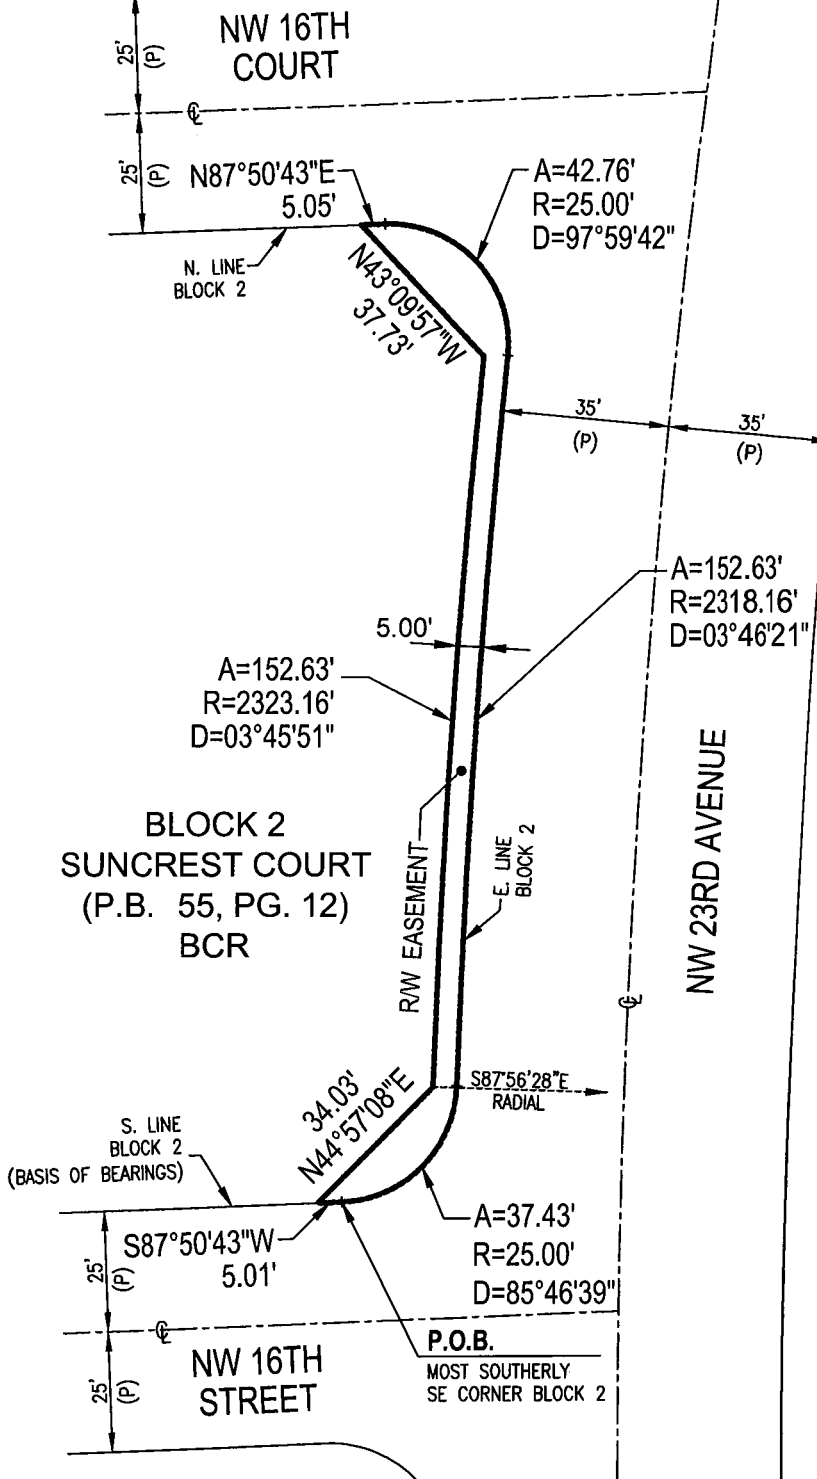 NW 16TH
COURT
25'
(P)
℄
25'
(P)
N87°50'43"E
5.05'
A=42.76'
R=25.00'
D=97°59'42"
N. LINE
BLOCK 2
N43°09'57"W
37.73'
35'
(P)
35'
(P)
A=152.63'
R=2318.16'
D=03°46'21"
5.00'
A=152.63'
R=2323.16'
D=03°45'51"
BLOCK 2
SUNCREST COURT
(P.B. 55, PG. 12)
BCR
R/W EASEMENT
E. LINE
BLOCK 2
NW 23RD AVENUE
℄
S87°56'28"E
RADIAL
34.03'
N44°57'08"E
S. LINE
BLOCK 2
(BASIS OF BEARINGS)
S87°50'43"W
5.01'
A=37.43'
R=25.00'
D=85°46'39"
25'
(P)
℄
P.O.B.
MOST SOUTHERLY
SE CORNER BLOCK 2
NW 16TH
STREET
25'
(P)